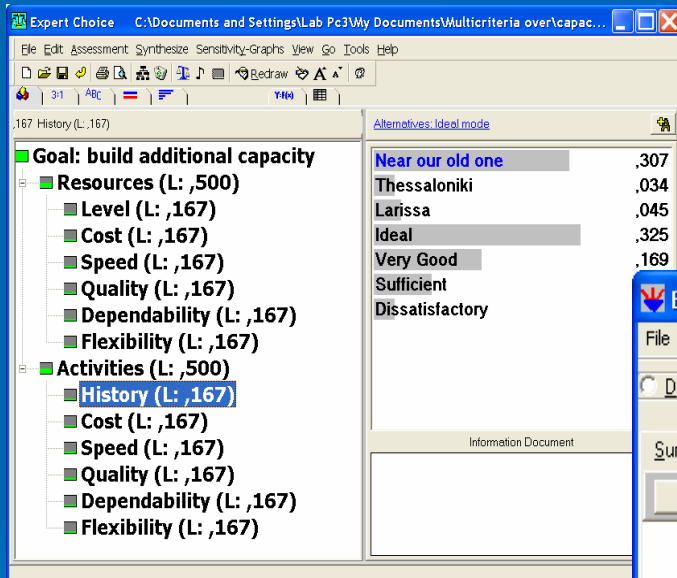 Expert Choice C:\Documents and Settings\Lab Pc3\My Documents\Multicriteria over\capac...
File Edit Assessment Synthesize Sensitivity-Graphs View Go Tools Help
Redraw
3:1 ABC Y:F(x)
,167 History (L: ,167)
Alternatives: Ideal mode
Goal: build additional capacity
Resources (L: ,500)
Level (L: ,167)
Cost (L: ,167)
Speed (L: ,167)
Quality (L: ,167)
Dependability (L: ,167)
Flexibility (L: ,167)
Activities (L: ,500)
History (L: ,167)
Cost (L: ,167)
Speed (L: ,167)
Quality (L: ,167)
Dependability (L: ,167)
Flexibility (L: ,167)
Near our old one ,307
Thessaloniki ,034
Larissa ,045
Ideal ,325
Very Good ,169
Sufficient
Dissatisfactory
Information Document
File